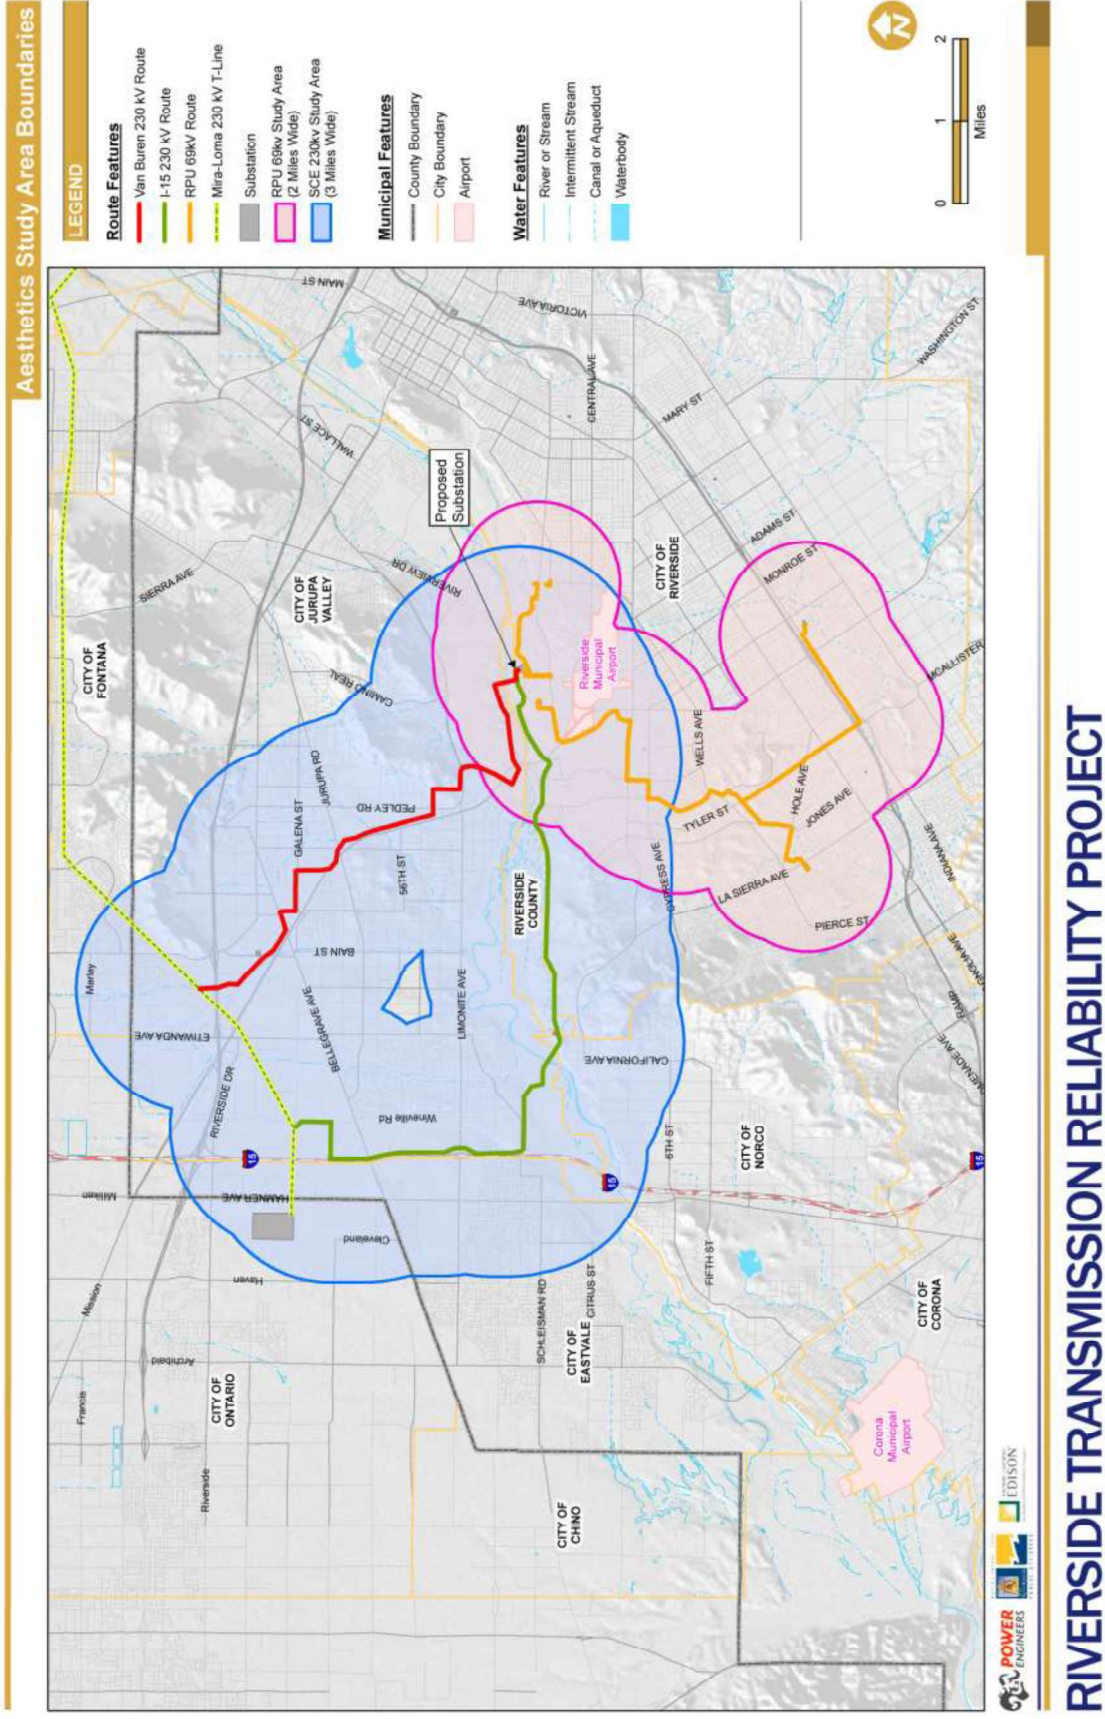 Aesthetics Study Area Boundaries
LEGEND
Route Features
Van Buren 230 kV Route
I-15 230 kV Route
RPU 69kV Route
Mira-Loma 230 kV T-Line
Substation
RPU 69kv Study Area
(2 Miles Wide)
SCE 230kv Study Area
(3 Miles Wide)
Municipal Features
County Boundary
City Boundary
Airport
Water Features
River or Stream
Intermittent Stream
Canal or Aqueduct
Waterbody
N
0 1 2
Miles
MAIN ST
VICTORIA AVE
WASHINGTON ST
WALLACE ST
CENTRAL AVE
MARY ST
Proposed
Substation
ADAMS ST
MONROE ST
SIERRA AVE
RIVERVIEW DR
CITY OF
JURUPA
VALLEY
CITY OF
RIVERSIDE
CITY OF
FONTANA
CAMINO REAL
Riverside
Municipal
Airport
MCALLISTER
WELLS AVE
JURUPA RD
GALENA ST
PEDLEY RD
TYLER ST
HOLE AVE
JONES AVE
56TH ST
CYPRESS AVE
LA SIERRA AVE
INDIANA AVE
RIVERSIDE
COUNTY
PIERCE ST
BAIN ST
Marlay
LIMONITE AVE
RAMP
ETIWANDA AVE
BELLEGRAVE AVE
CALIFORNIA AVE
RIVERSIDE DR
Wineville Rd
6TH ST
CITY OF
NORCO
15
15
15
Milliken
HAMNER AVE
Cleveland
Haven
FIFTH ST
Mission
SCHLEISMAN RD
CITRUS ST
CITY OF
EASTVALE
CITY OF
CORONA
Archibald
CITY OF
ONTARIO
Francis
Corona
Municipal
Airport
Riverside
CITY OF
CHINO
POWER
ENGINEERS
EDISON
RIVERSIDE TRANSMISSION RELIABILITY PROJECT